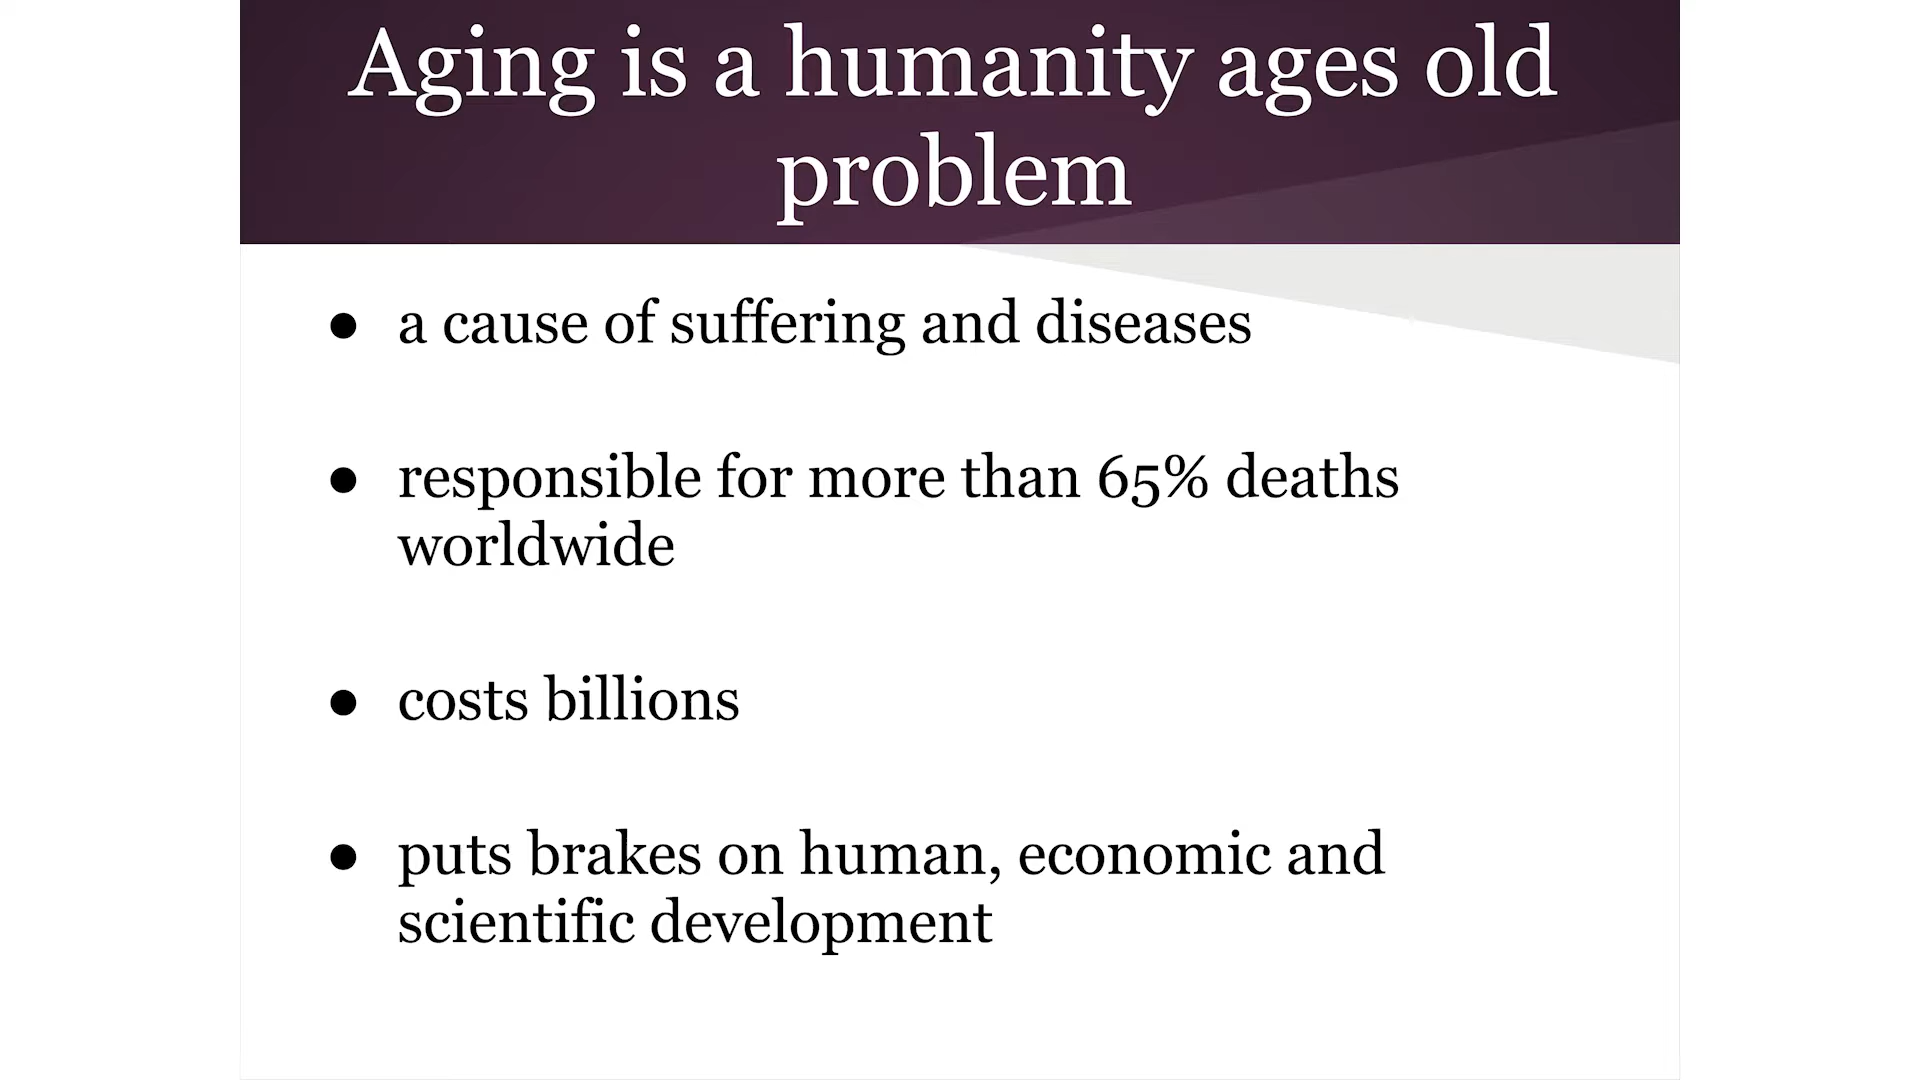 Aging is a humanity ages old
problem
● a cause of suffering and diseases
● responsible for more than 65% deaths
worldwide
● costs billions
● puts brakes on human, economic and
scientific development